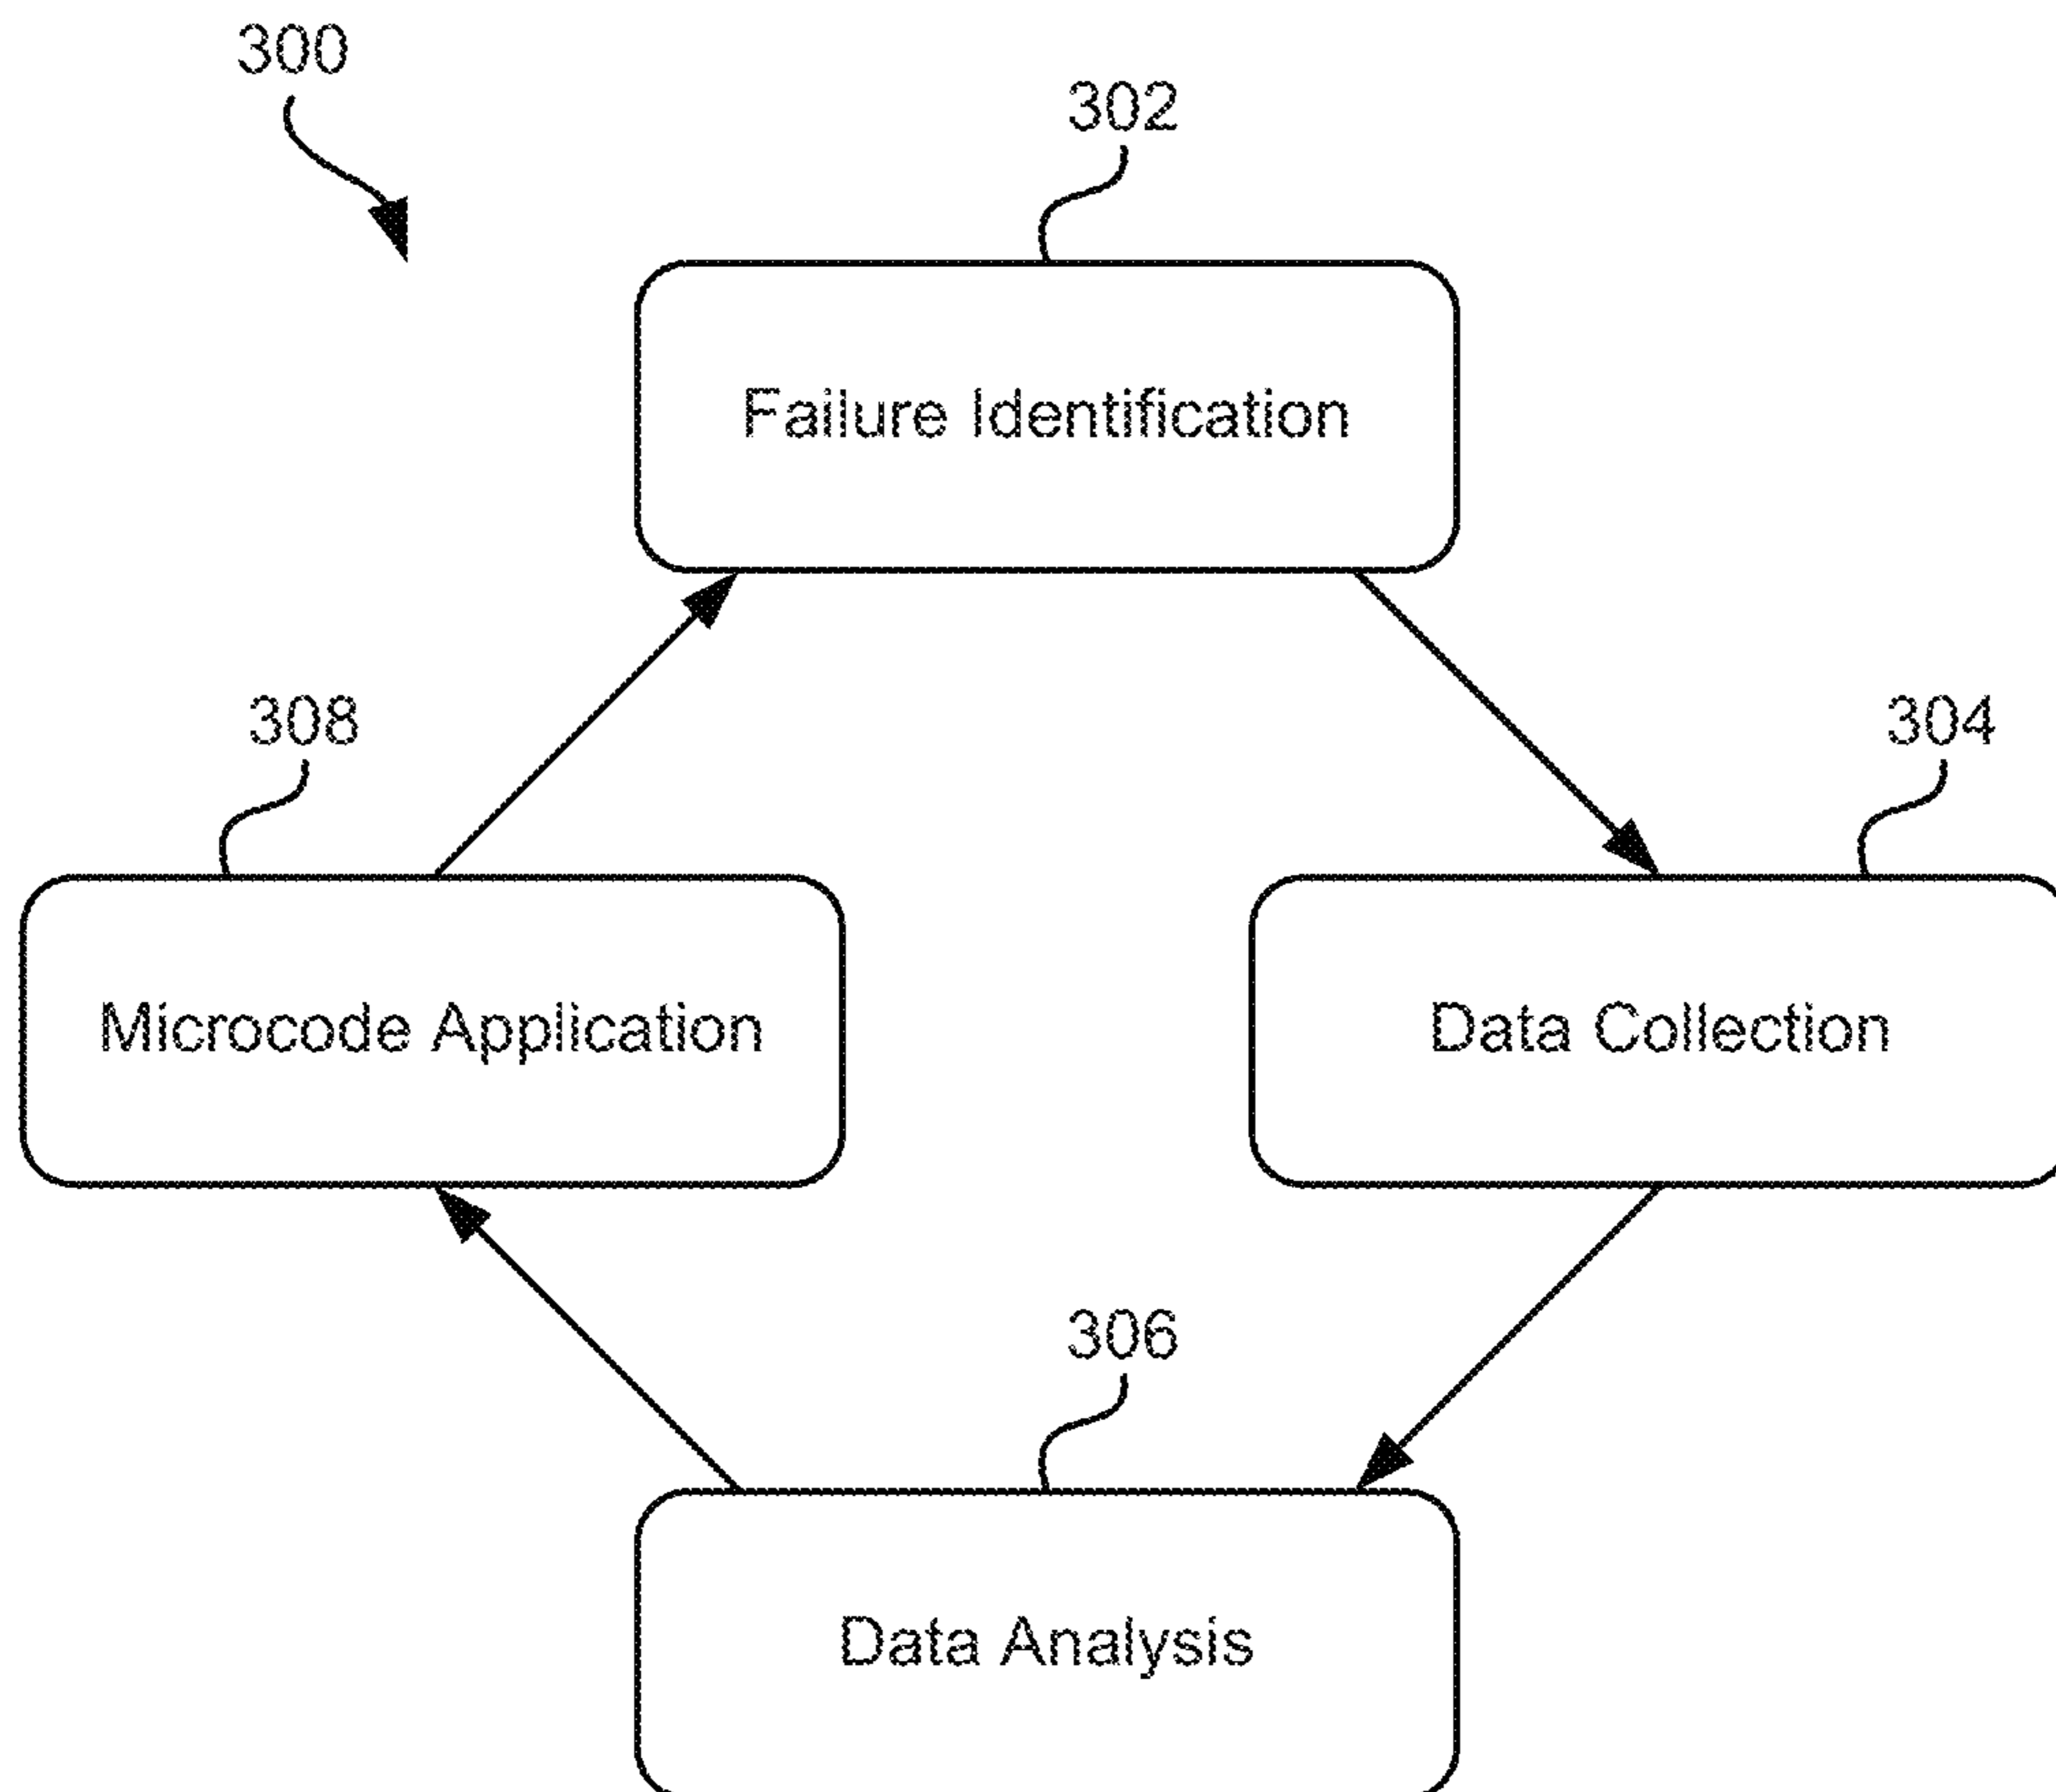 300
302
Failure Identification
308
304
Microcode Application
Data Collection
306
Data Analysis